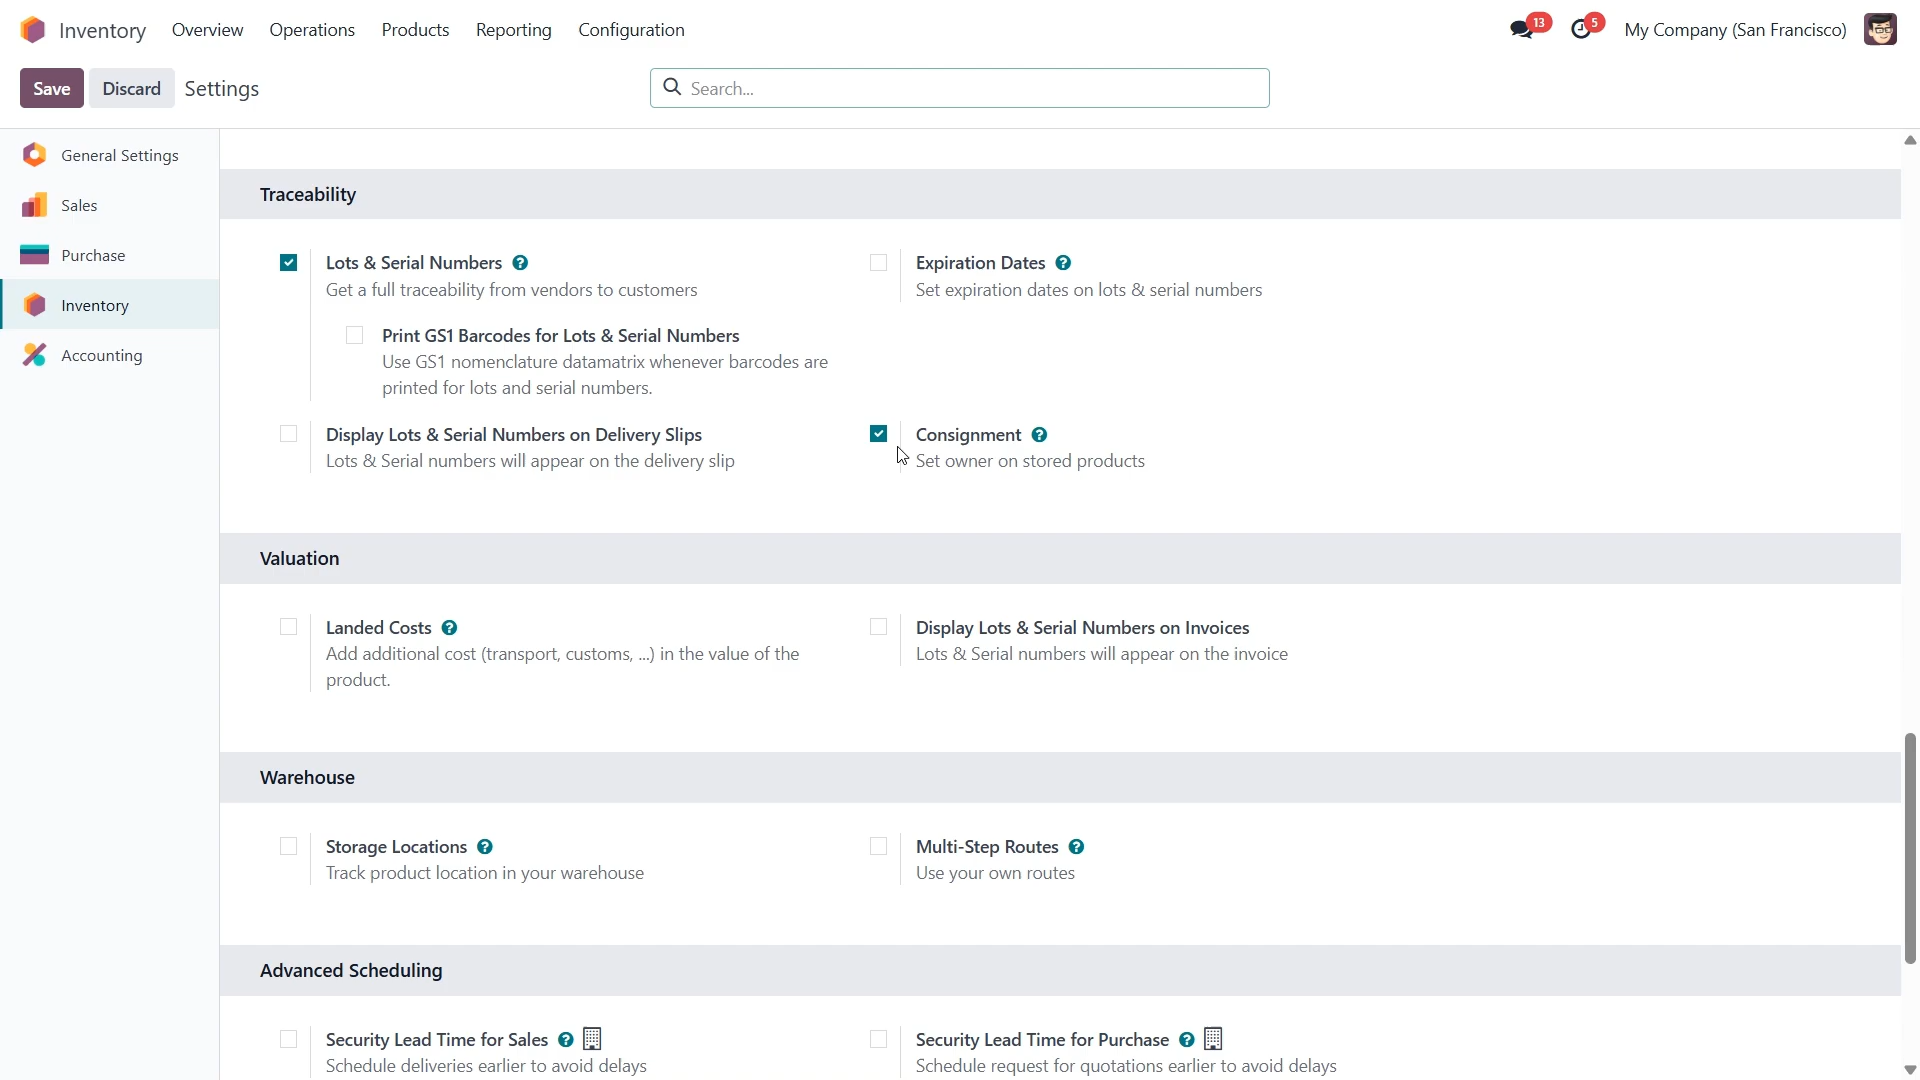 Inventory Overview Operations Products Reporting Configuration 13 5 My Company (San Francisco)
Save Discard Settings Search...
General Settings
Sales
Purchase
Inventory
Accounting
Traceability
Lots & Serial Numbers ?
Get a full traceability from vendors to customers
Expiration Dates ?
Set expiration dates on lots & serial numbers
Print GS1 Barcodes for Lots & Serial Numbers
Use GS1 nomenclature datamatrix whenever barcodes are
printed for lots and serial numbers.
Display Lots & Serial Numbers on Delivery Slips
Lots & Serial numbers will appear on the delivery slip
Consignment ?
Set owner on stored products
Valuation
Landed Costs ?
Add additional cost (transport, customs, ...) in the value of the
product.
Display Lots & Serial Numbers on Invoices
Lots & Serial numbers will appear on the invoice
Warehouse
Storage Locations ?
Track product location in your warehouse
Multi-Step Routes ?
Use your own routes
Advanced Scheduling
Security Lead Time for Sales ?
Schedule deliveries earlier to avoid delays
Security Lead Time for Purchase ?
Schedule request for quotations earlier to avoid delays